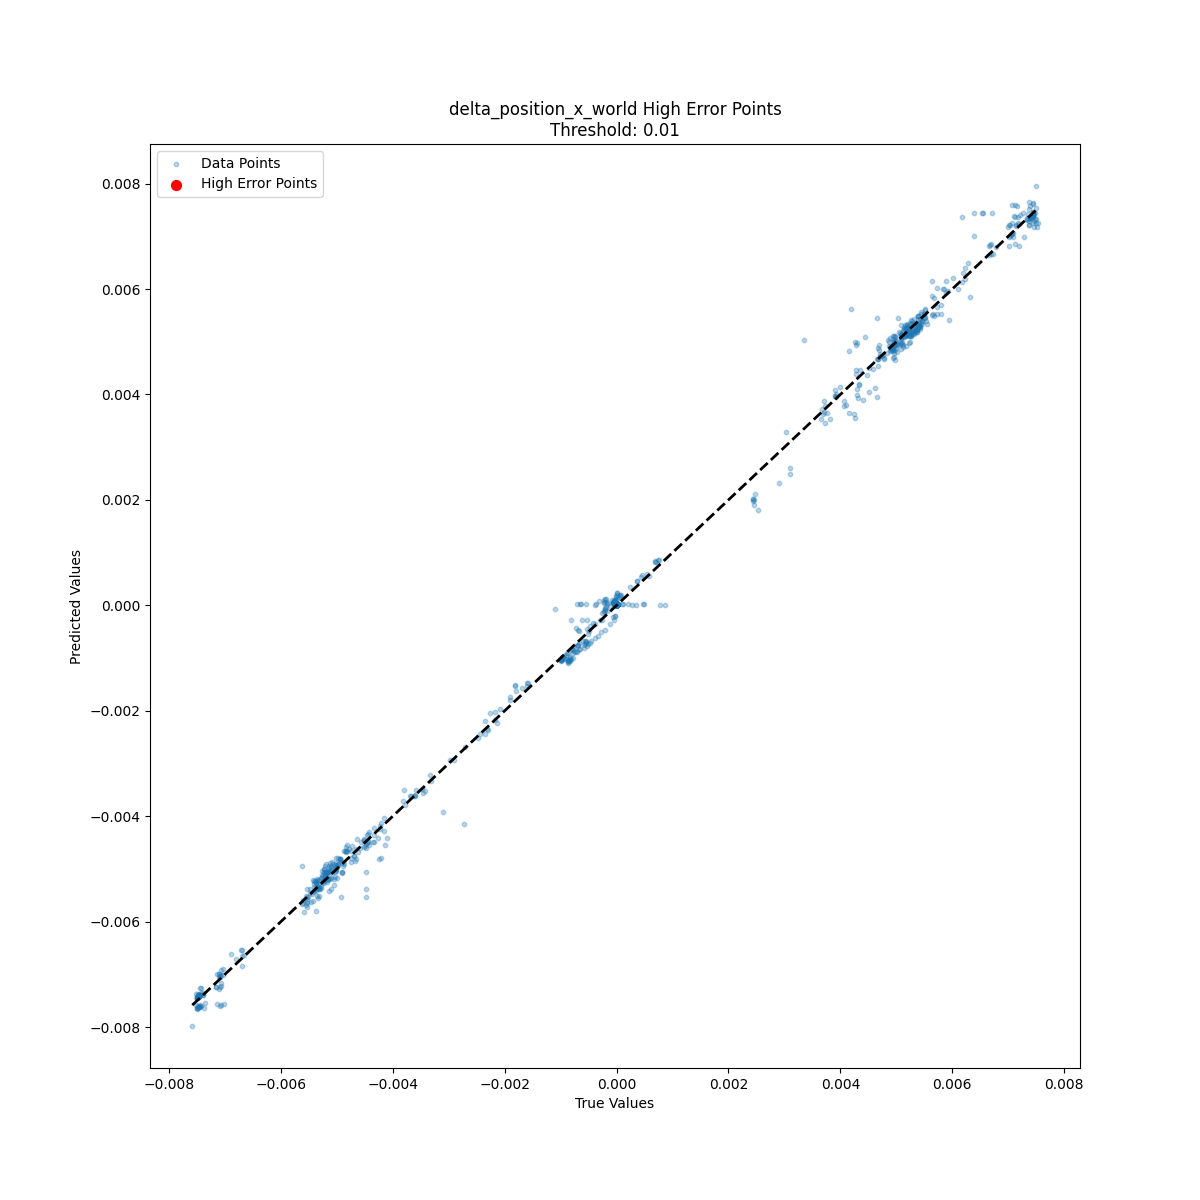 delta_position_x_world High Error Points
Threshold: 0.01
Data Points
High Error Points
0.008
0.006
0.004
0.002
0.000
−0.002
−0.004
−0.006
−0.008
Predicted Values
−0.008 −0.006 −0.004 −0.002 0.000 0.002 0.004 0.006 0.008
True Values